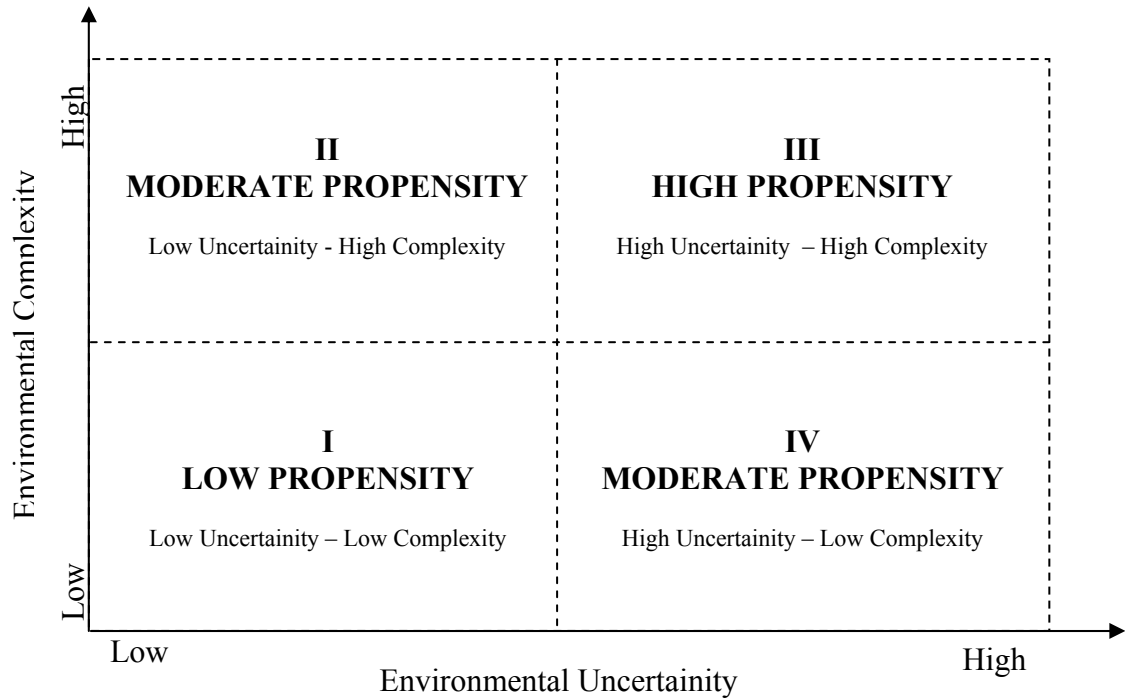 High
II
MODERATE PROPENSITY
Low Uncertainity - High Complexity
III
HIGH PROPENSITY
High Uncertainity – High Complexity
Environmental Complexity
I
LOW PROPENSITY
Low Uncertainity – Low Complexity
IV
MODERATE PROPENSITY
High Uncertainity – Low Complexity
Low
Low
High
Environmental Uncertainity